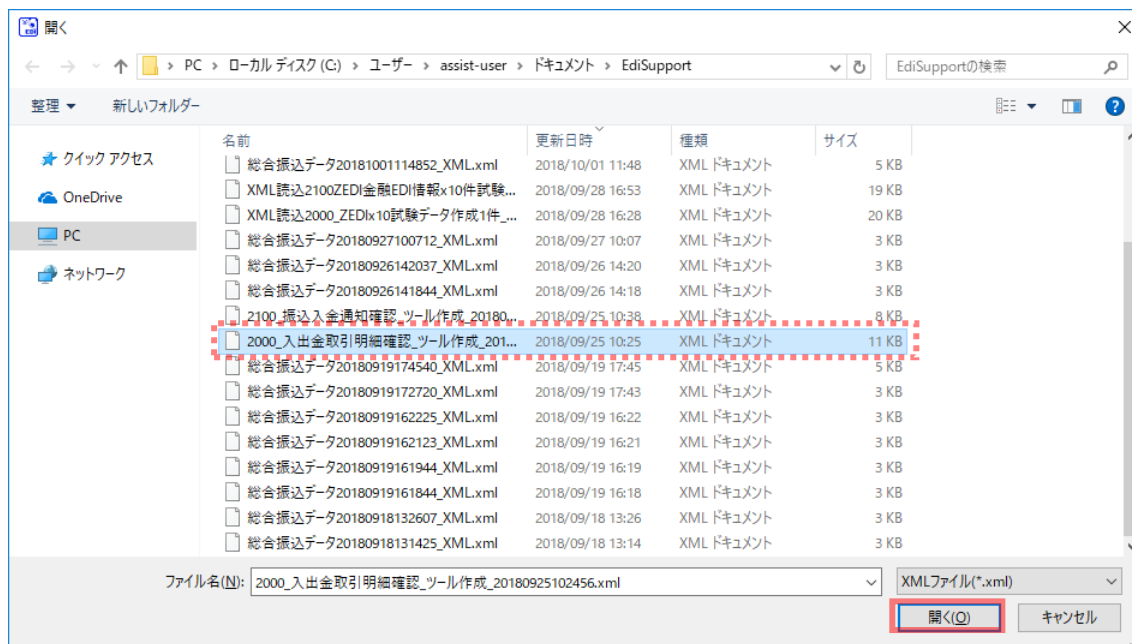 開く
PC > ローカル ディスク (C:) > ユーザー > assist-user > ドキュメント > EdiSupport
EdiSupportの検索
整理 新しいフォルダー
名前 更新日時 種類 サイズ
クイック アクセス
OneDrive
PC
ネットワーク
総合振込データ20181001114852_XML.xml 2018/10/01 11:48 XML ドキュメント 5 KB
XML読込2100ZEDI金融EDI情報x10件試験... 2018/09/28 16:53 XML ドキュメント 19 KB
XML読込2000_ZEDIx10試験データ作成1件_... 2018/09/28 16:28 XML ドキュメント 20 KB
総合振込データ20180927100712_XML.xml 2018/09/27 10:07 XML ドキュメント 3 KB
総合振込データ20180926142037_XML.xml 2018/09/26 14:20 XML ドキュメント 3 KB
総合振込データ20180926141844_XML.xml 2018/09/26 14:18 XML ドキュメント 3 KB
2100_振込入金通知確認_ツール作成_20180... 2018/09/25 10:38 XML ドキュメント 8 KB
2000_入出金取引明細確認_ツール作成_201... 2018/09/25 10:25 XML ドキュメント 11 KB
総合振込データ20180919174540_XML.xml 2018/09/19 17:45 XML ドキュメント 5 KB
総合振込データ20180919172720_XML.xml 2018/09/19 17:43 XML ドキュメント 3 KB
総合振込データ20180919162225_XML.xml 2018/09/19 16:22 XML ドキュメント 3 KB
総合振込データ20180919162123_XML.xml 2018/09/19 16:21 XML ドキュメント 3 KB
総合振込データ20180919161944_XML.xml 2018/09/19 16:19 XML ドキュメント 3 KB
総合振込データ20180919161844_XML.xml 2018/09/19 16:18 XML ドキュメント 3 KB
総合振込データ20180918132607_XML.xml 2018/09/18 13:26 XML ドキュメント 3 KB
総合振込データ20180918131425_XML.xml 2018/09/18 13:14 XML ドキュメント 3 KB
ファイル名(N): 2000_入出金取引明細確認_ツール作成_20180925102456.xml XMLファイル(*.xml)
開く(O) キャンセル